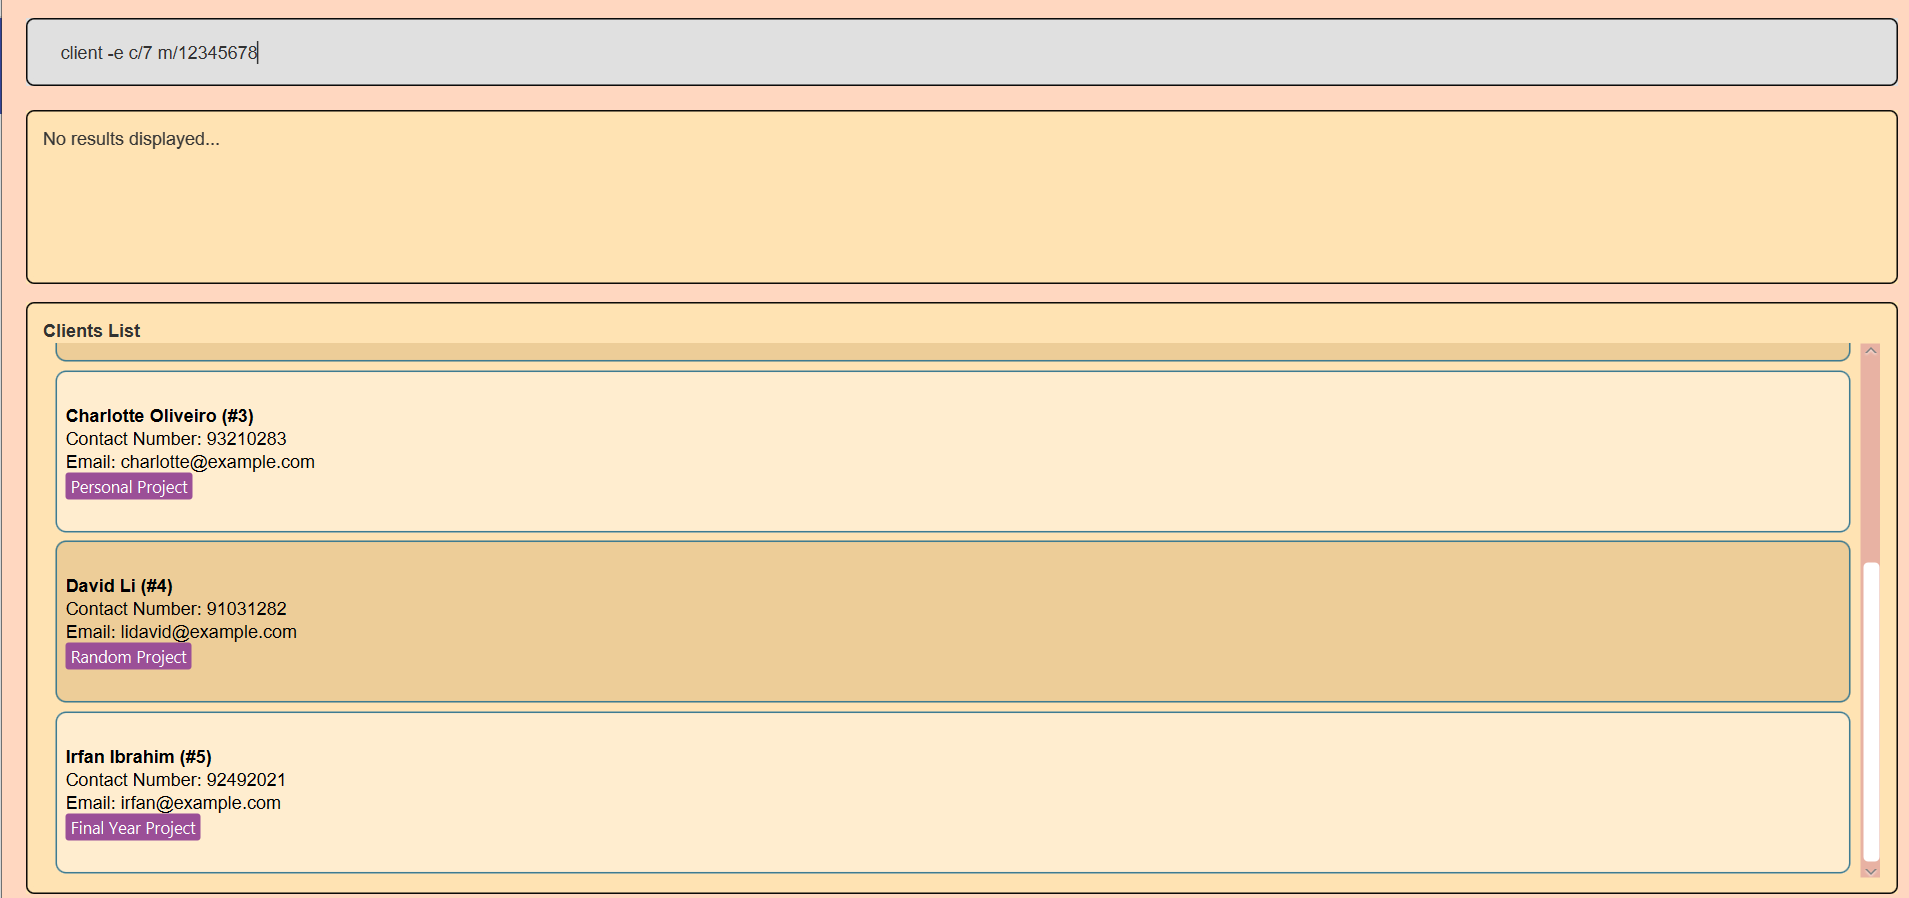 client -e c/7 m/12345678
No results displayed...
Clients List
Charlotte Oliveiro (#3)
Contact Number: 93210283
Email: charlotte@example.com
Personal Project
David Li (#4)
Contact Number: 91031282
Email: lidavid@example.com
Random Project
Irfan Ibrahim (#5)
Contact Number: 92492021
Email: irfan@example.com
Final Year Project